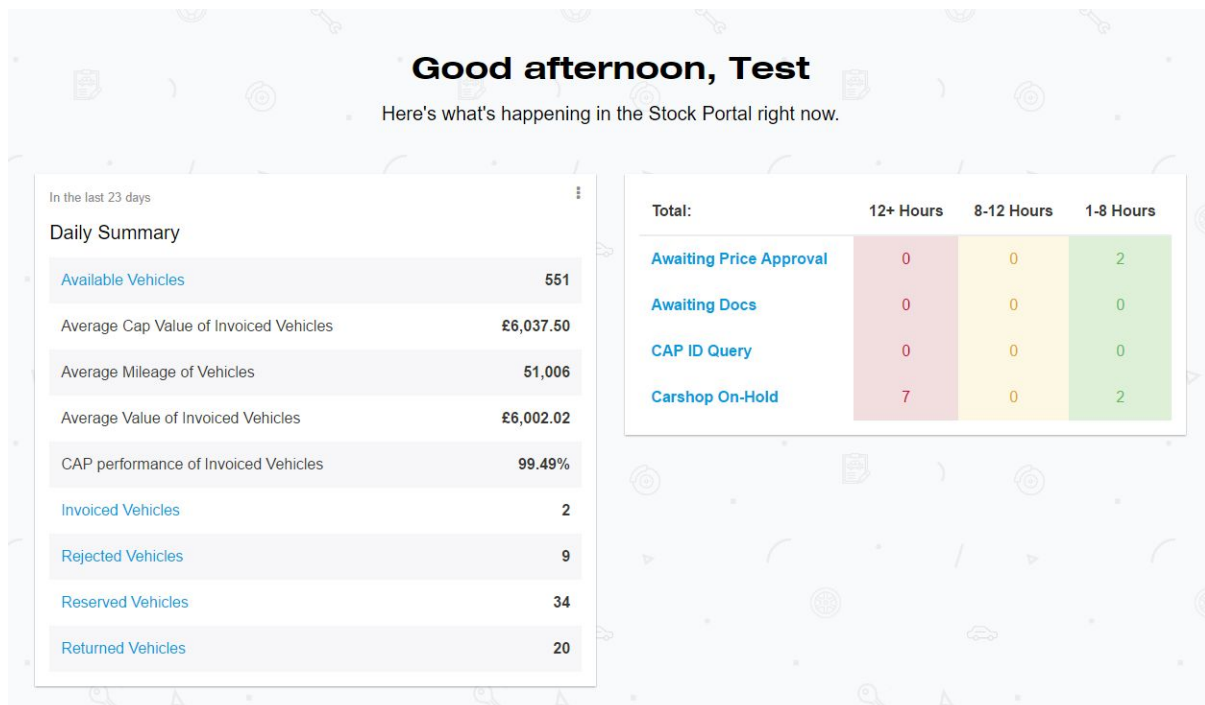 Good afternoon, Test
Here's what's happening in the Stock Portal right now.
In the last 23 days
Daily Summary
Available Vehicles 551
Average Cap Value of Invoiced Vehicles £6,037.50
Average Mileage of Vehicles 51,006
Average Value of Invoiced Vehicles £6,002.02
CAP performance of Invoiced Vehicles 99.49%
Invoiced Vehicles 2
Rejected Vehicles 9
Reserved Vehicles 34
Returned Vehicles 20
Total: 12+ Hours 8-12 Hours 1-8 Hours
Awaiting Price Approval 0 0 2
Awaiting Docs 0 0 0
CAP ID Query 0 0 0
Carshop On-Hold 7 0 2